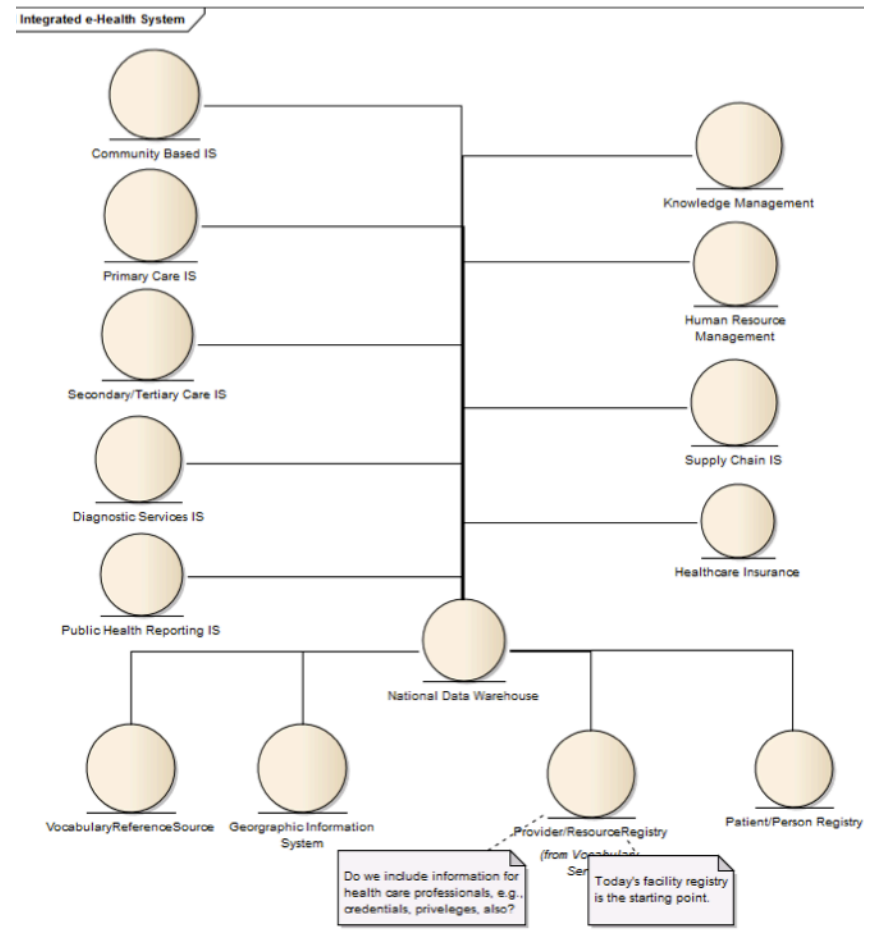 Integrated e-Health System
Community Based IS
Knowledge Management
Primary Care IS
Human Resource
Management
Secondary/Tertiary Care IS
Supply Chain IS
Diagnostic Services IS
Healthcare Insurance
Public Health Reporting IS
National Data Warehouse
VocabularyReferenceSource
Georgraphic Information
System
Provider/ResourceRegistry
(from
Patient/Person Registry
Do we include information for
health care professionals, e.g.,
credentials, priveleges, also?
Today's facility registry
is the starting point.